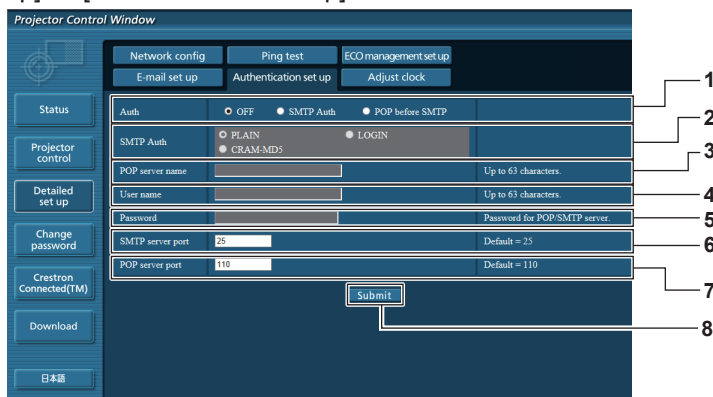 Projector Control Window
Network config Ping test ECO management set up
E-mail set up Authentication set up Adjust clock
Status
Projector control
Detailed set up
Change password
Crestron Connected(TM)
Download
日本語
Auth OFF SMTP Auth POP before SMTP
SMTP Auth PLAIN LOGIN
CRAM-MD5
POP server name Up to 63 characters.
User name Up to 63 characters.
Password Password for POP/SMTP server.
SMTP server port 25 Default = 25
POP server port 110 Default = 110
Submit
1
2
3
4
5
6
7
8